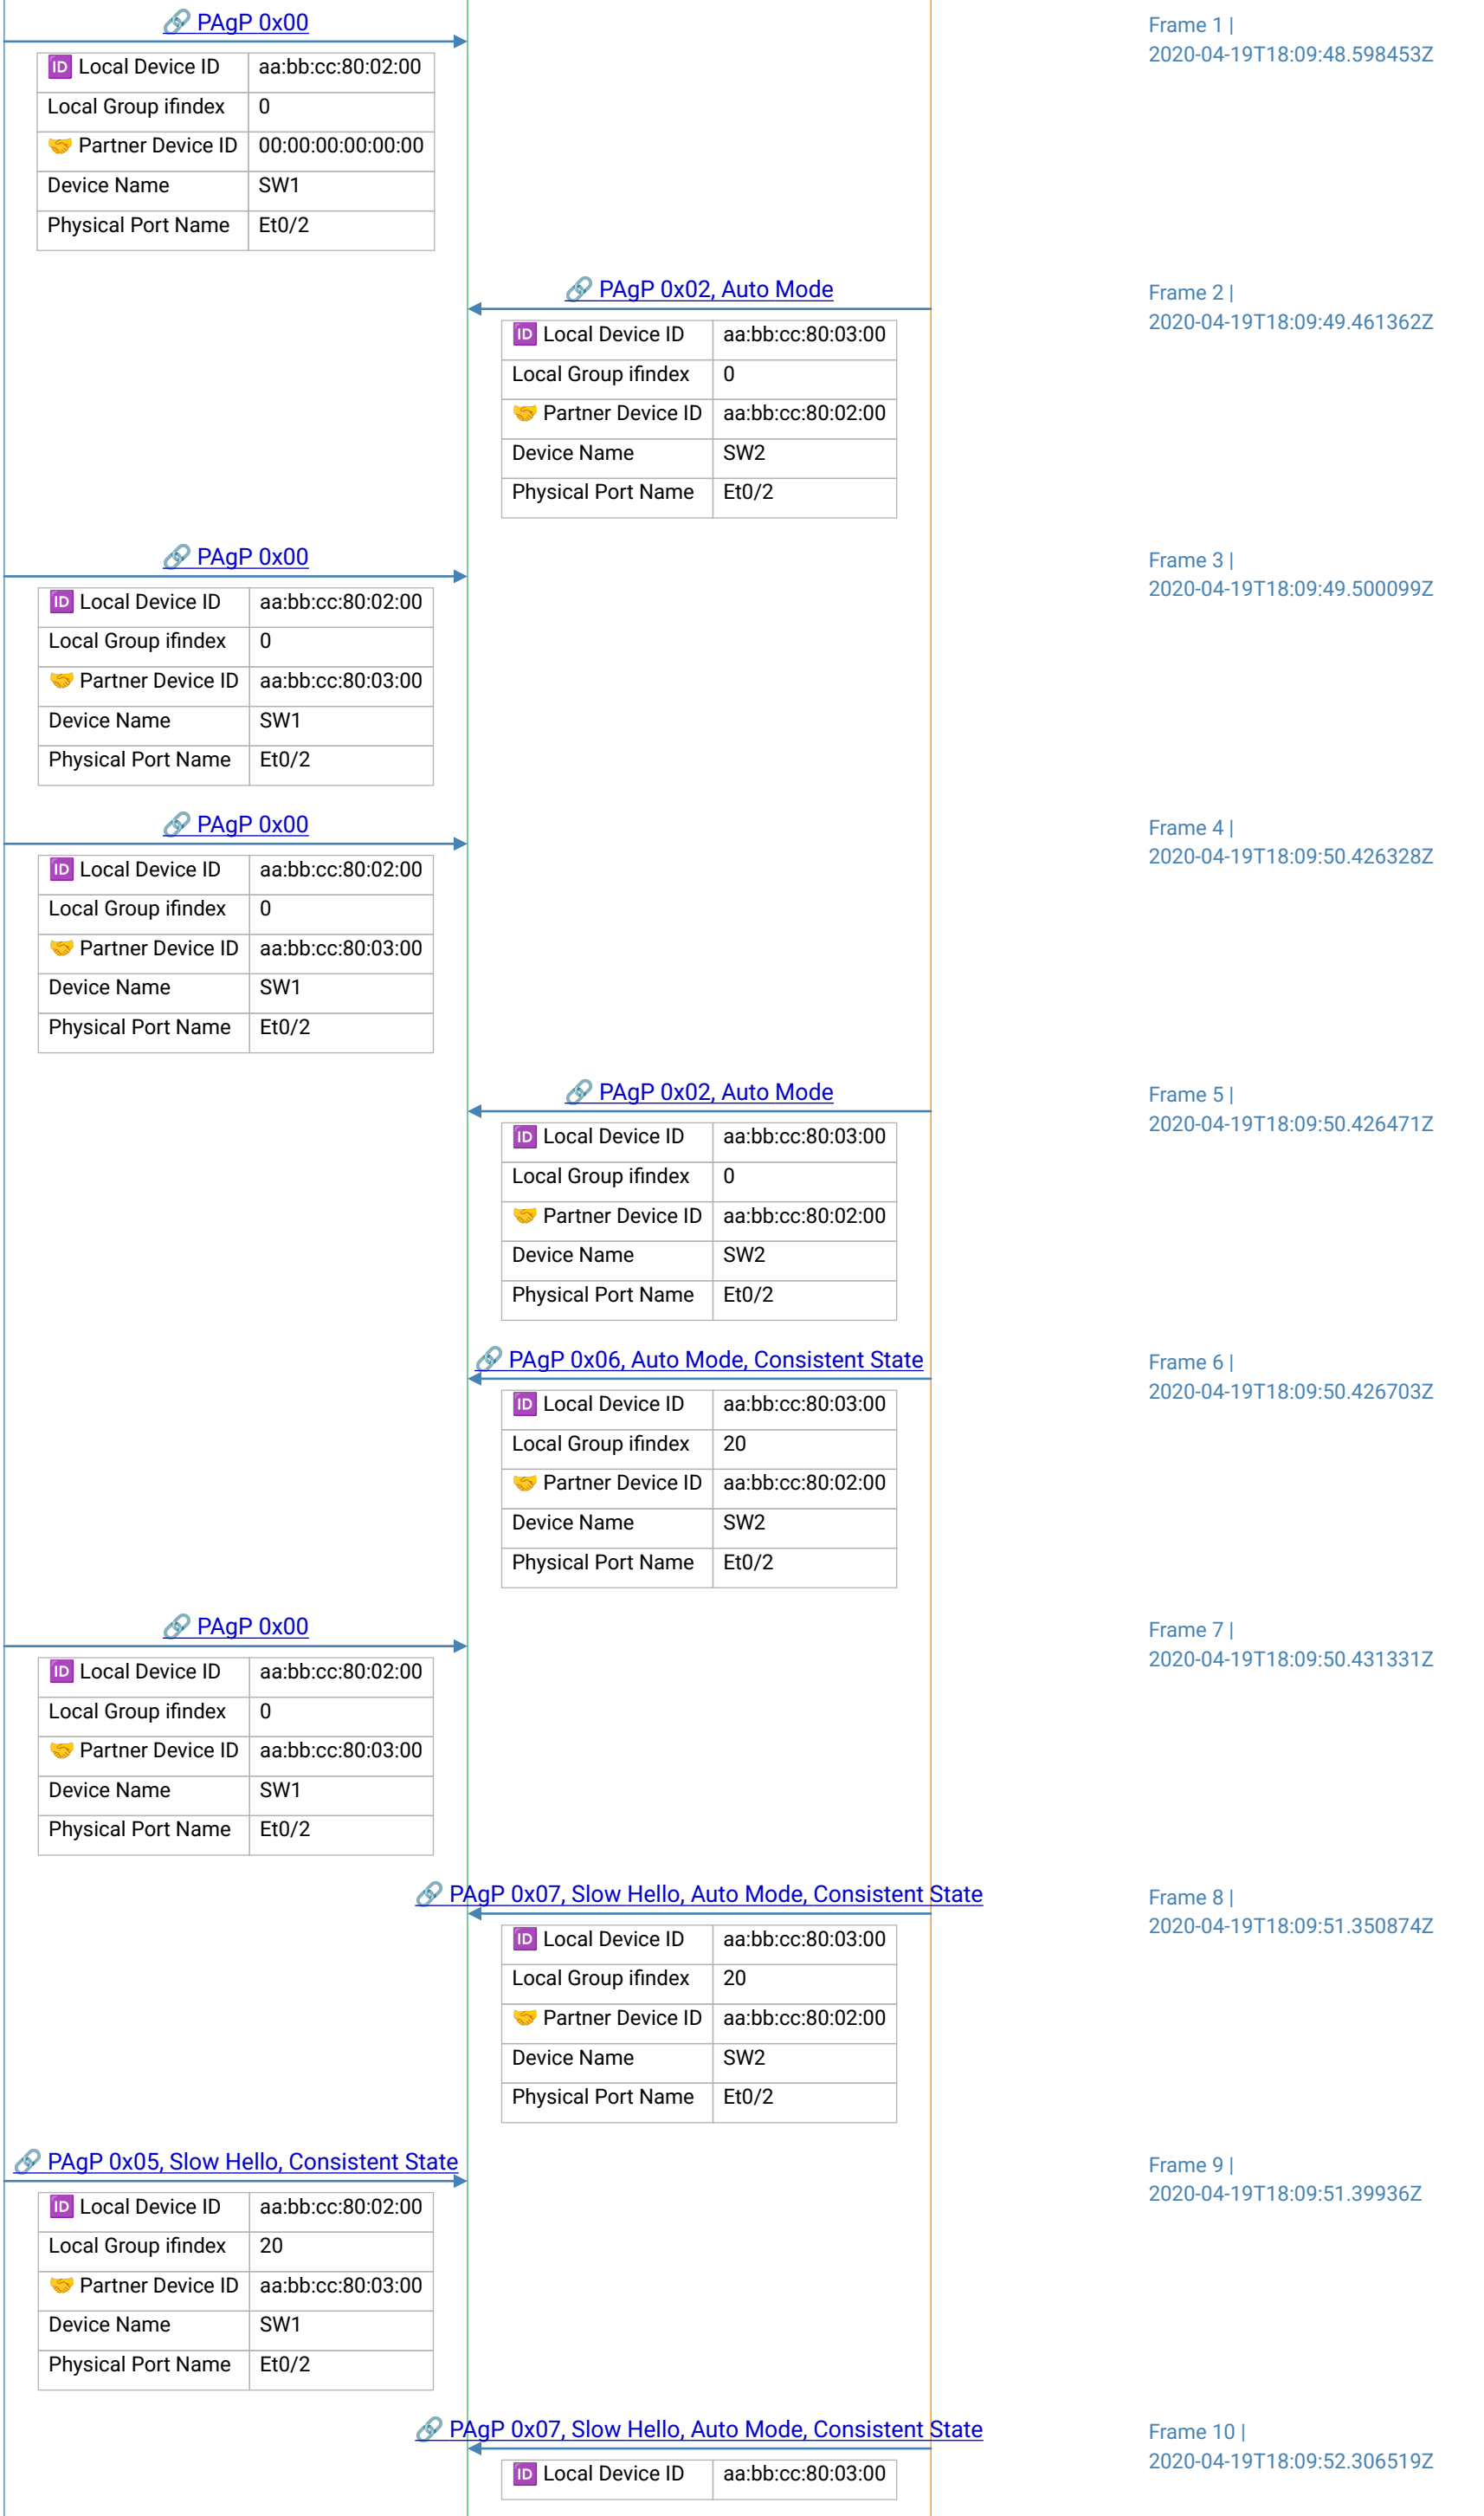 🔗 PAgP 0x00
Frame 1 |
2020-04-19T18:09:48.598453Z
🆔 Local Device ID aa:bb:cc:80:02:00
Local Group ifindex 0
🤝 Partner Device ID 00:00:00:00:00:00
Device Name SW1
Physical Port Name Et0/2
🔗 PAgP 0x02, Auto Mode
Frame 2 |
2020-04-19T18:09:49.461362Z
🆔 Local Device ID aa:bb:cc:80:03:00
Local Group ifindex 0
🤝 Partner Device ID aa:bb:cc:80:02:00
Device Name SW2
Physical Port Name Et0/2
🔗 PAgP 0x00
Frame 3 |
2020-04-19T18:09:49.500099Z
🆔 Local Device ID aa:bb:cc:80:02:00
Local Group ifindex 0
🤝 Partner Device ID aa:bb:cc:80:03:00
Device Name SW1
Physical Port Name Et0/2
🔗 PAgP 0x00
Frame 4 |
2020-04-19T18:09:50.426328Z
🆔 Local Device ID aa:bb:cc:80:02:00
Local Group ifindex 0
🤝 Partner Device ID aa:bb:cc:80:03:00
Device Name SW1
Physical Port Name Et0/2
🔗 PAgP 0x02, Auto Mode
Frame 5 |
2020-04-19T18:09:50.426471Z
🆔 Local Device ID aa:bb:cc:80:03:00
Local Group ifindex 0
🤝 Partner Device ID aa:bb:cc:80:02:00
Device Name SW2
Physical Port Name Et0/2
🔗 PAgP 0x06, Auto Mode, Consistent State
Frame 6 |
2020-04-19T18:09:50.426703Z
🆔 Local Device ID aa:bb:cc:80:03:00
Local Group ifindex 20
🤝 Partner Device ID aa:bb:cc:80:02:00
Device Name SW2
Physical Port Name Et0/2
🔗 PAgP 0x00
Frame 7 |
2020-04-19T18:09:50.431331Z
🆔 Local Device ID aa:bb:cc:80:02:00
Local Group ifindex 0
🤝 Partner Device ID aa:bb:cc:80:03:00
Device Name SW1
Physical Port Name Et0/2
🔗 PAgP 0x07, Slow Hello, Auto Mode, Consistent State
Frame 8 |
2020-04-19T18:09:51.350874Z
🆔 Local Device ID aa:bb:cc:80:03:00
Local Group ifindex 20
🤝 Partner Device ID aa:bb:cc:80:02:00
Device Name SW2
Physical Port Name Et0/2
🔗 PAgP 0x05, Slow Hello, Consistent State
Frame 9 |
2020-04-19T18:09:51.39936Z
🆔 Local Device ID aa:bb:cc:80:02:00
Local Group ifindex 20
🤝 Partner Device ID aa:bb:cc:80:03:00
Device Name SW1
Physical Port Name Et0/2
🔗 PAgP 0x07, Slow Hello, Auto Mode, Consistent State
Frame 10 |
2020-04-19T18:09:52.306519Z
🆔 Local Device ID aa:bb:cc:80:03:00